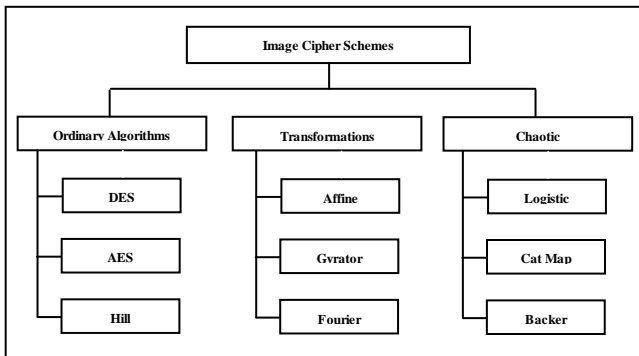 Image Cipher Schemes
Ordinary Algorithms
Transformations
Chaotic
DES
Affine
Logistic
AES
Gyrator
Cat Map
Hill
Fourier
Backer